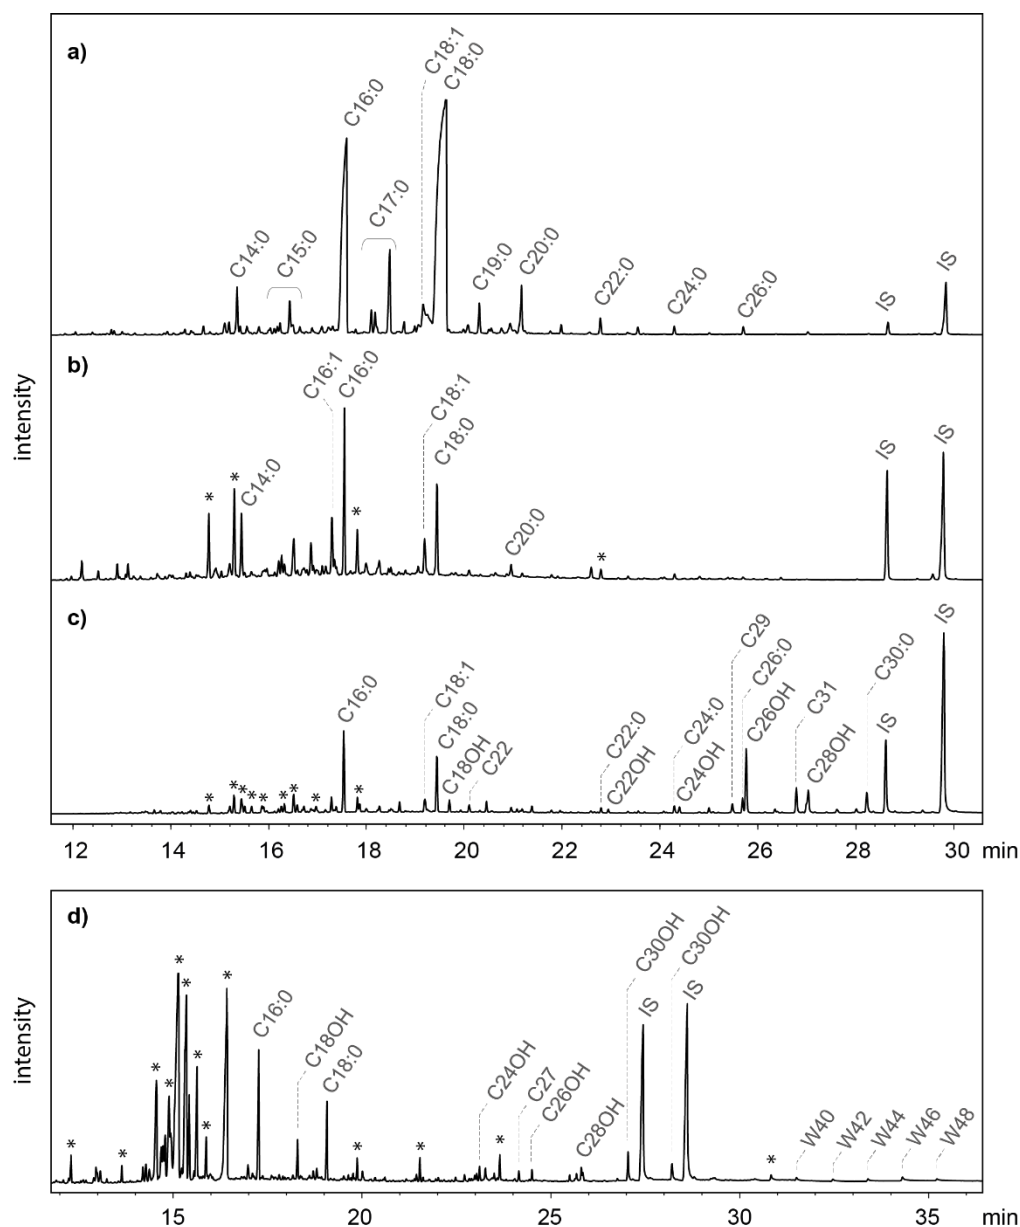 a)
C14:0
C15:0
C16:0
C17:0
C18:1
C18:0
C19:0
C20:0
C22:0
C24:0
C26:0
IS
IS
intensity
b)
*
*
C14:0
C16:1
C16:0
*
C18:1
C18:0
C20:0
*
IS
IS
c)
*
*
*
*
*
*
*
*
C16:0
*
C18:1
C18:0
C18OH
C22
C22:0
C22OH
C24:0
C24OH
C29
C26:0
C26OH
C31
C28OH
C30:0
IS
IS
12 14 16 18 20 22 24 26 28 30 min
intensity
d)
*
*
*
*
*
*
*
*
*
C16:0
C18OH
C18:0
*
*
C24OH
*
C27
C26OH
C28OH
C30OH
IS
C30OH
IS
*
W40
W42
W44
W46
W48
15 20 25 30 35 min